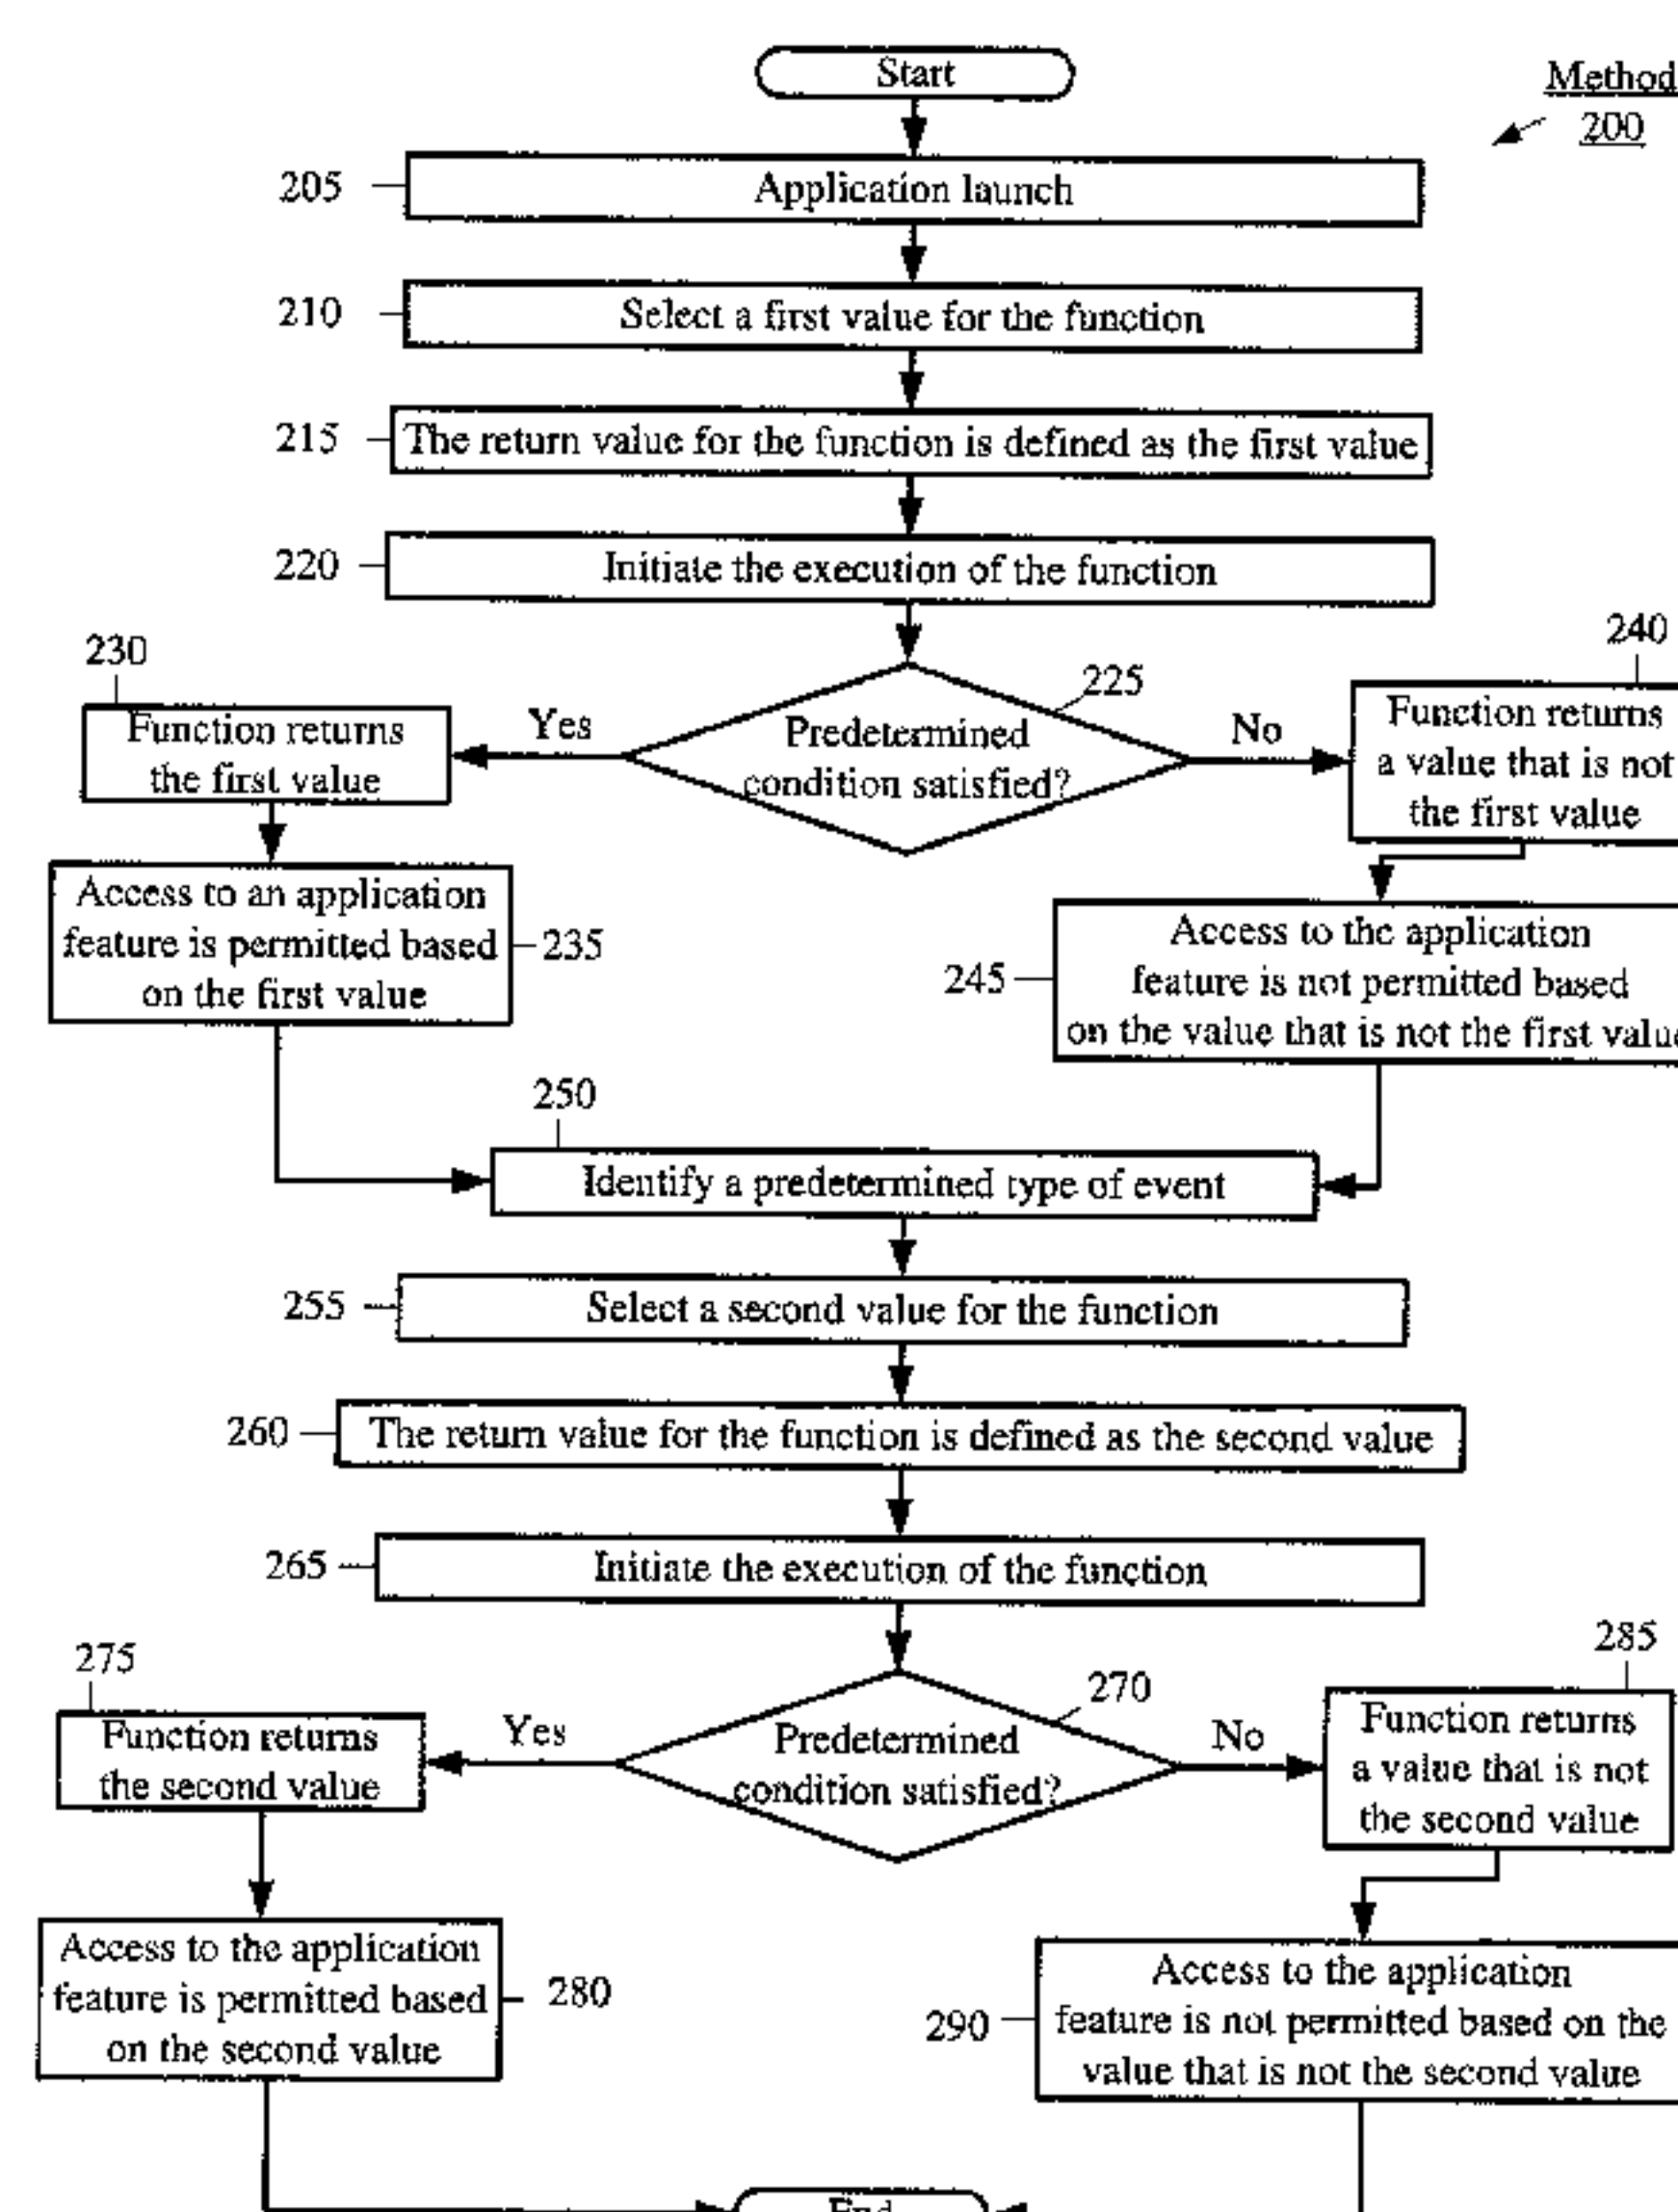 Start
Method
200
205
Application launch
210
Select a first value for the function
215
The return value for the function is defined as the first value
220
Initiate the execution of the function
230
Function returns
the first value
Yes
225
Predetermined
condition satisfied?
No
240
Function returns
a value that is not
the first value
Access to an application
feature is permitted based
on the first value
235
245
Access to the application
feature is not permitted based
on the value that is not the first value
250
Identify a predetermined type of event
255
Select a second value for the function
260
The return value for the function is defined as the second value
265
Initiate the execution of the function
275
Function returns
the second value
Yes
270
Predetermined
condition satisfied?
No
285
Function returns
a value that is not
the second value
Access to the application
feature is permitted based
on the second value
280
290
Access to the application
feature is not permitted based on the
value that is not the second value
End